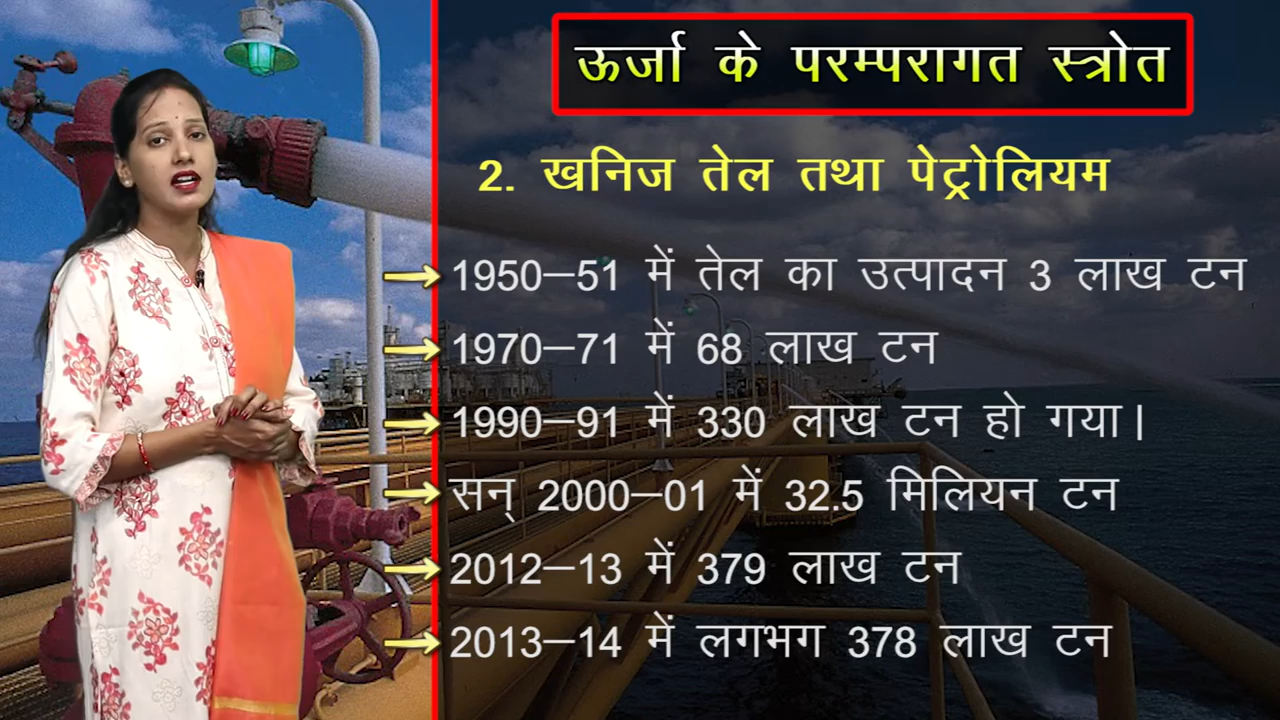 ऊर्जा के परम्परागत स्त्रोत
2. खनिज तेल तथा पेट्रोलियम
1950–51 में तेल का उत्पादन 3 लाख टन
1970–71 में 68 लाख टन
1990–91 में 330 लाख टन हो गया।
सन् 2000–01 में 32.5 मिलियन टन
2012–13 में 379 लाख टन
2013–14 में लगभग 378 लाख टन